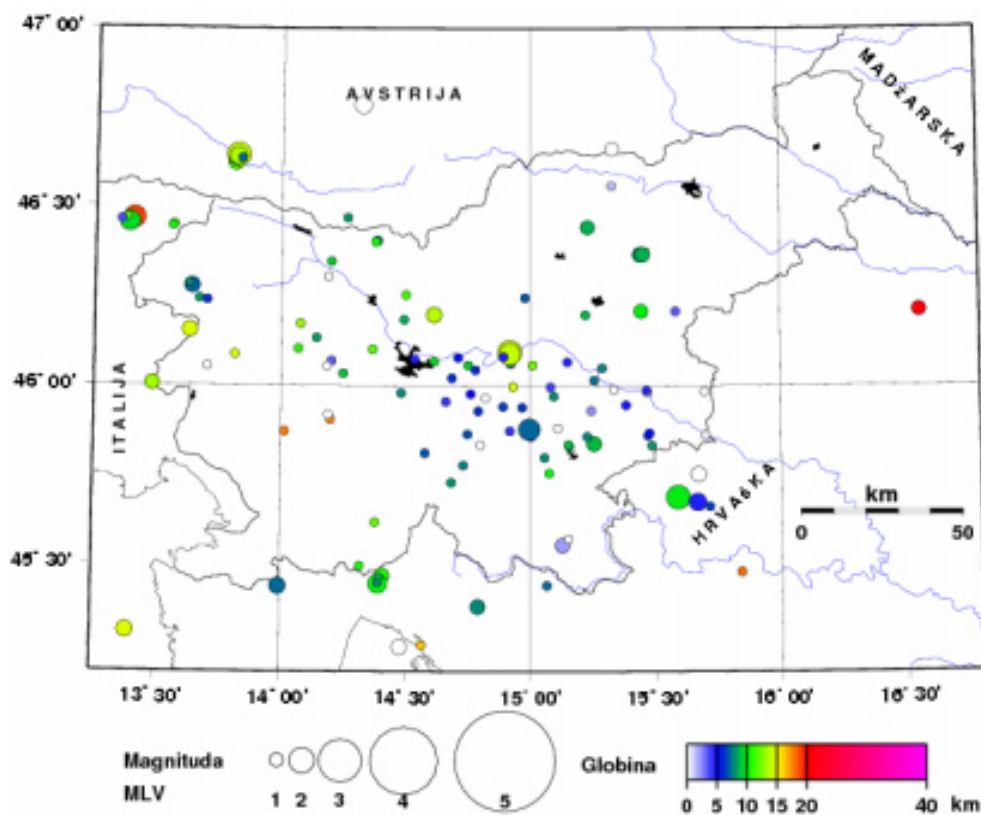 47° 00'
AVSTRIJA
MADŽARSKA
46° 30'
46° 00'
ITALIJA
HRVAŠKA
km
0 50
45° 30'
13° 30' 14° 00' 14° 30' 15° 00' 15° 30' 16° 00' 16° 30'
Magnituda
MLV
1 2 3 4 5
Globina
0 5 10 15 20 40 km